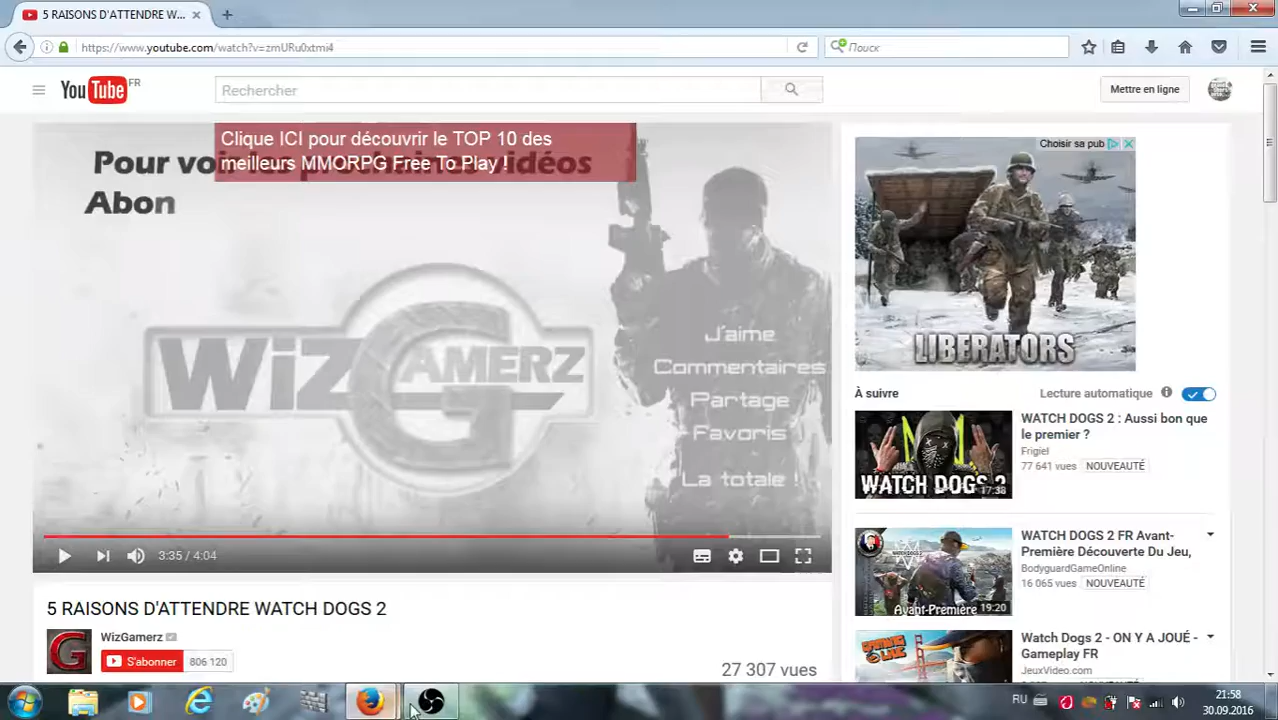 5 RAISONS D'ATTENDRE W...
https://www.youtube.com/watch?v=zmURu0xtmi4
Поиск
YouTube FR
Rechercher
Mettre en ligne
Clique ICI pour découvrir le TOP 10 des
meilleurs MMORPG Free To Play !
Abon
WizGamerz
J'aime
Commentaires
Partage
Favoris
La totale !
3:35 / 4:04
Choisir sa pub
LIBERATORS
À suivre
Lecture automatique
WATCH DOGS 2
17:38
WATCH DOGS 2 : Aussi bon que
le premier ?
Frigiel
77 641 vues NOUVEAUTÉ
Avant-Première
19:20
WATCH DOGS 2 FR Avant-
Première Découverte Du Jeu,
BodyguardGameOnline
16 065 vues NOUVEAUTÉ
Watch Dogs 2 - ON Y A JOUÉ -
Gameplay FR
JeuxVideo.com
5 RAISONS D'ATTENDRE WATCH DOGS 2
WizGamerz
S'abonner 806 120
27 307 vues
RU
21:58
30.09.2016